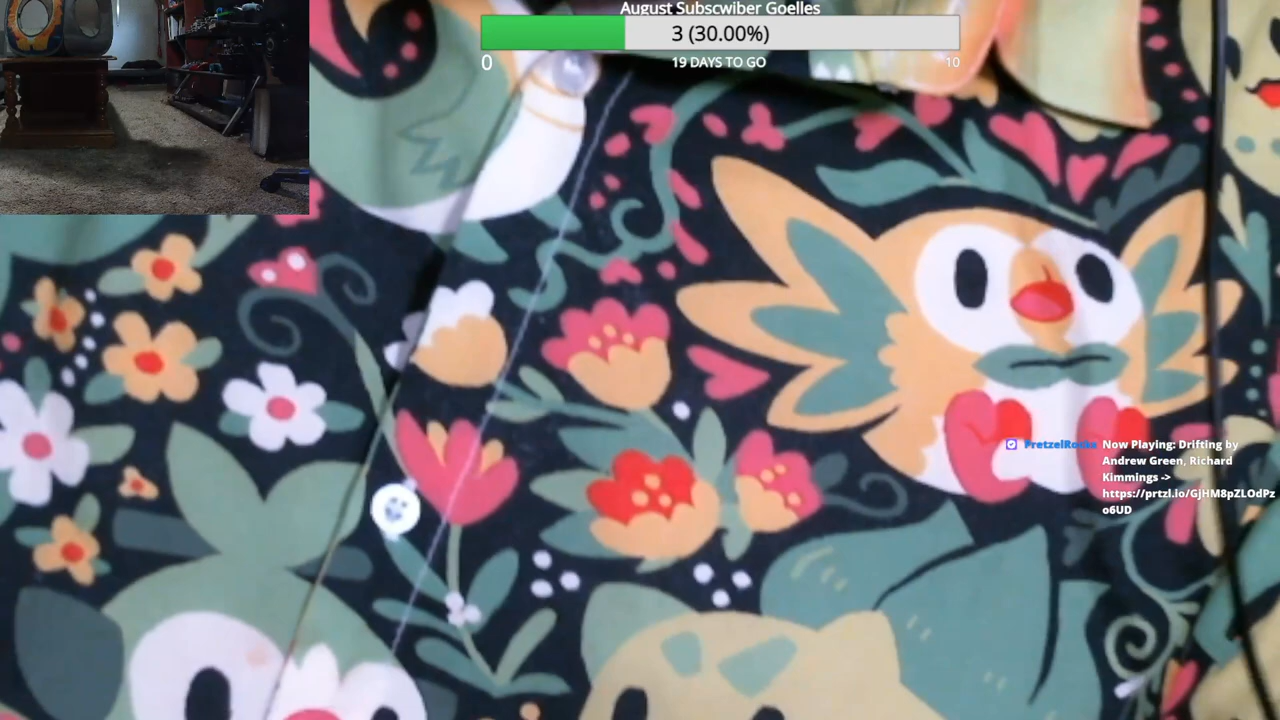 August Subscwiber Goelles
3 (30.00%)
0
19 DAYS TO GO
10
PretzelRocks Now Playing: Drifting by
Andrew Green, Richard
Kimmings ->
https://prtzl.io/GjHM8pZLOdPz
o6UD